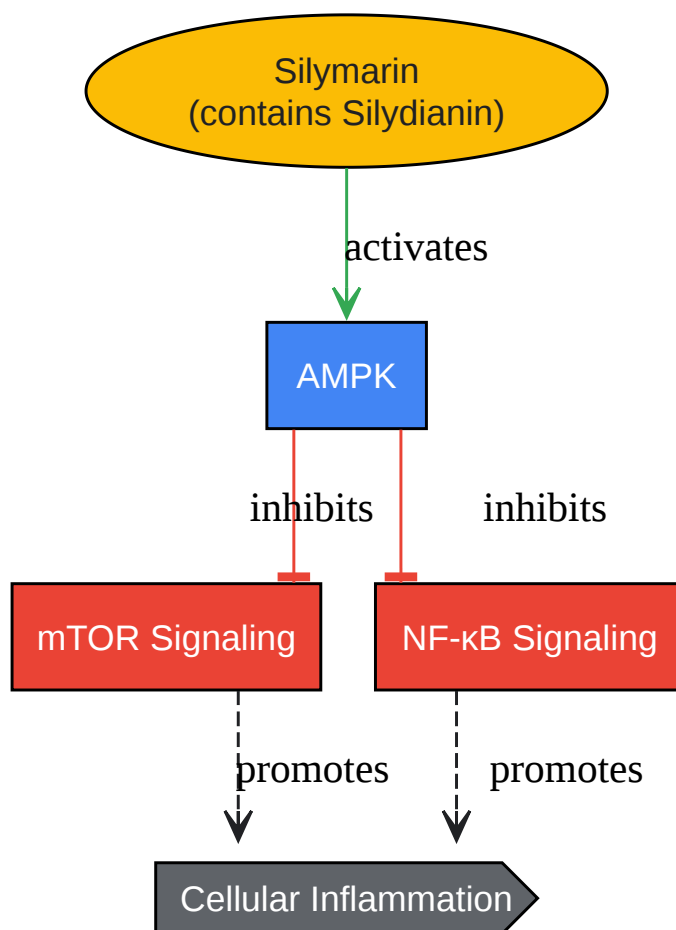 Silymarin
(contains Silydianin)
activates
AMPK
inhibits
inhibits
mTOR Signaling
NF-κB Signaling
promotes
promotes
Cellular Inflammation